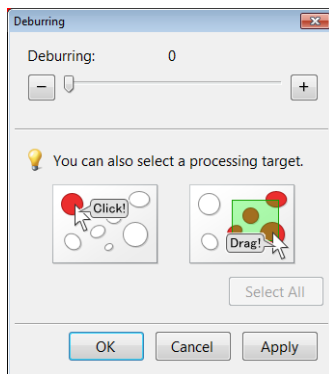 Deburring
Deburring: 0
You can also select a processing target.
Click!
Drag!
Select All
OK Cancel Apply